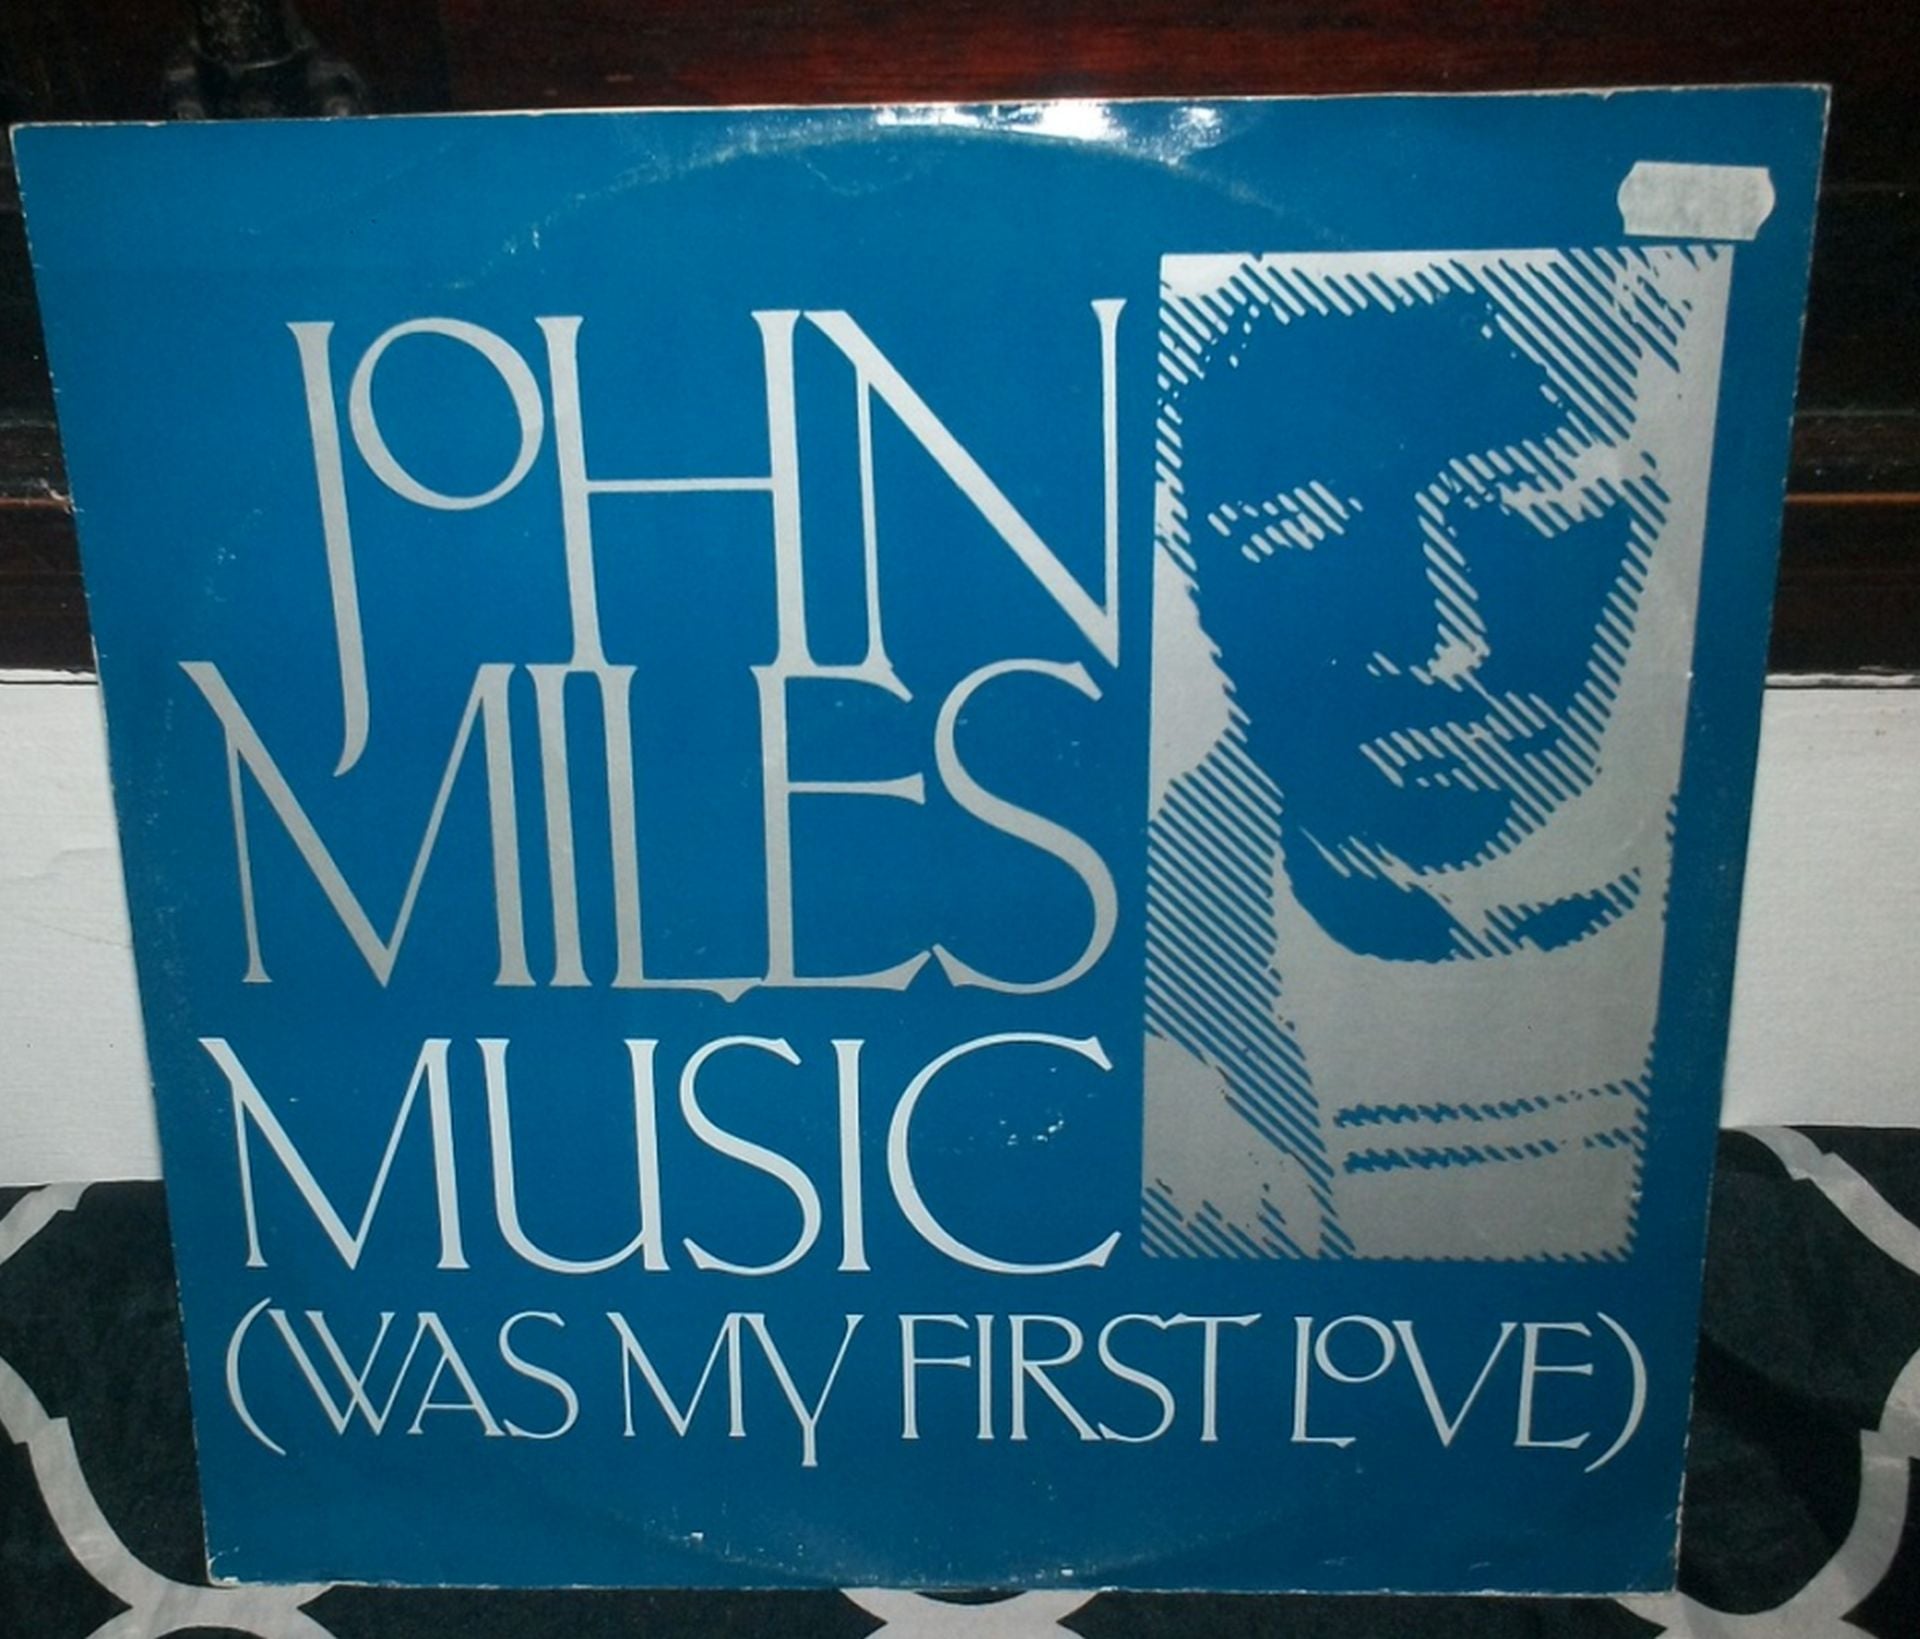 JOHN
MILES
MUSIC
(WAS MY FIRST LOVE)